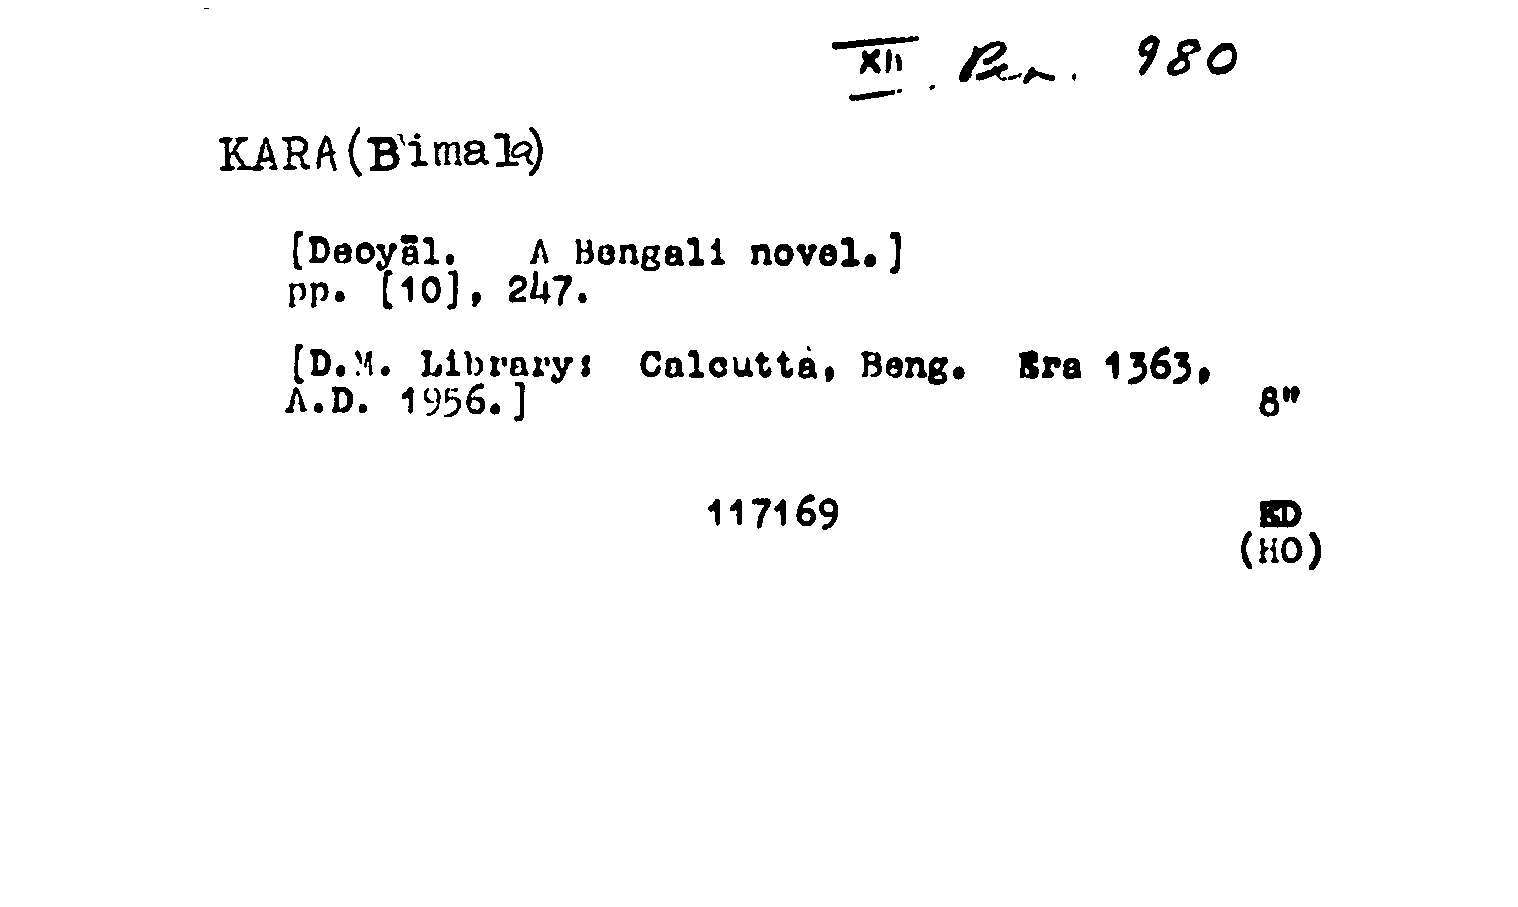 XII. Ben. 980
KARA(Bimala)
[Deoyāl. A Bengali novel.]
pp. [10], 247.
[D.M. Library: Calcutta, Beng. Era 1363,
A.D. 1956.] 8"
117169 KD
(HO)